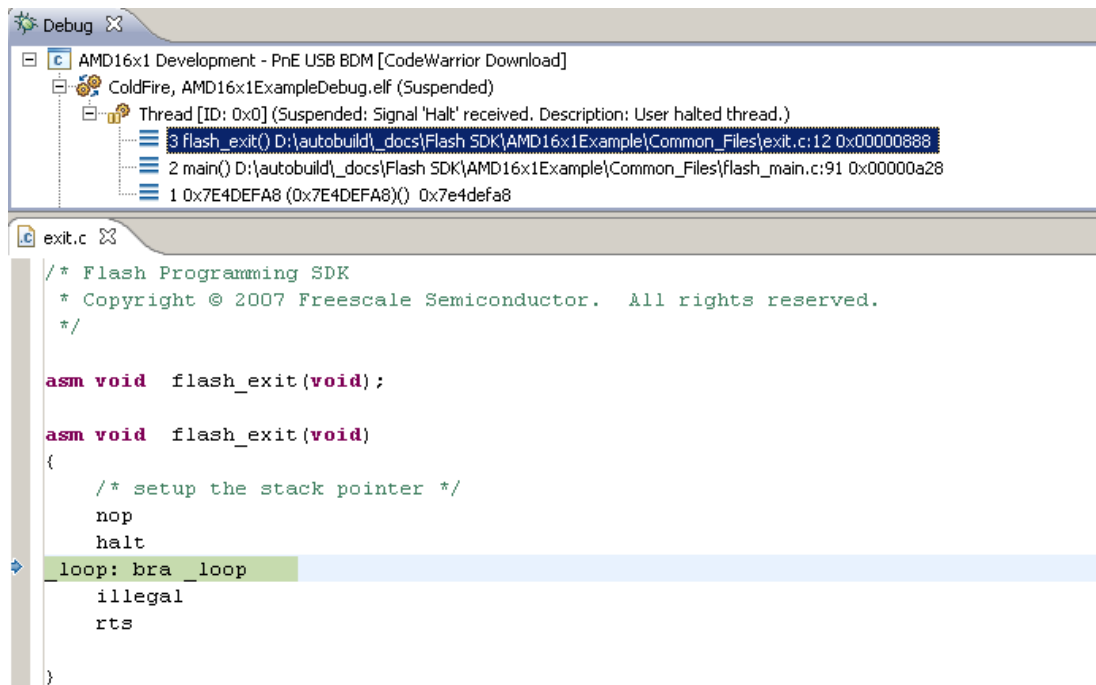 Debug
AMD16x1 Development - PnE USB BDM [CodeWarrior Download]
ColdFire, AMD16x1ExampleDebug.elf (Suspended)
Thread [ID: 0x0] (Suspended: Signal 'Halt' received. Description: User halted thread.)
3 flash_exit() D:\autobuild\_docs\Flash SDK\AMD16x1Example\Common_Files\exit.c:12 0x00000888
2 main() D:\autobuild\_docs\Flash SDK\AMD16x1Example\Common_Files\flash_main.c:91 0x00000a28
1 0x7E4DEFA8 (0x7E4DEFA8)() 0x7e4defa8
exit.c
/* Flash Programming SDK
* Copyright © 2007 Freescale Semiconductor.  All rights reserved.
*/
asm void  flash_exit(void);
asm void  flash_exit(void)
{
/* setup the stack pointer */
nop
halt
_loop: bra _loop
illegal
rts
}